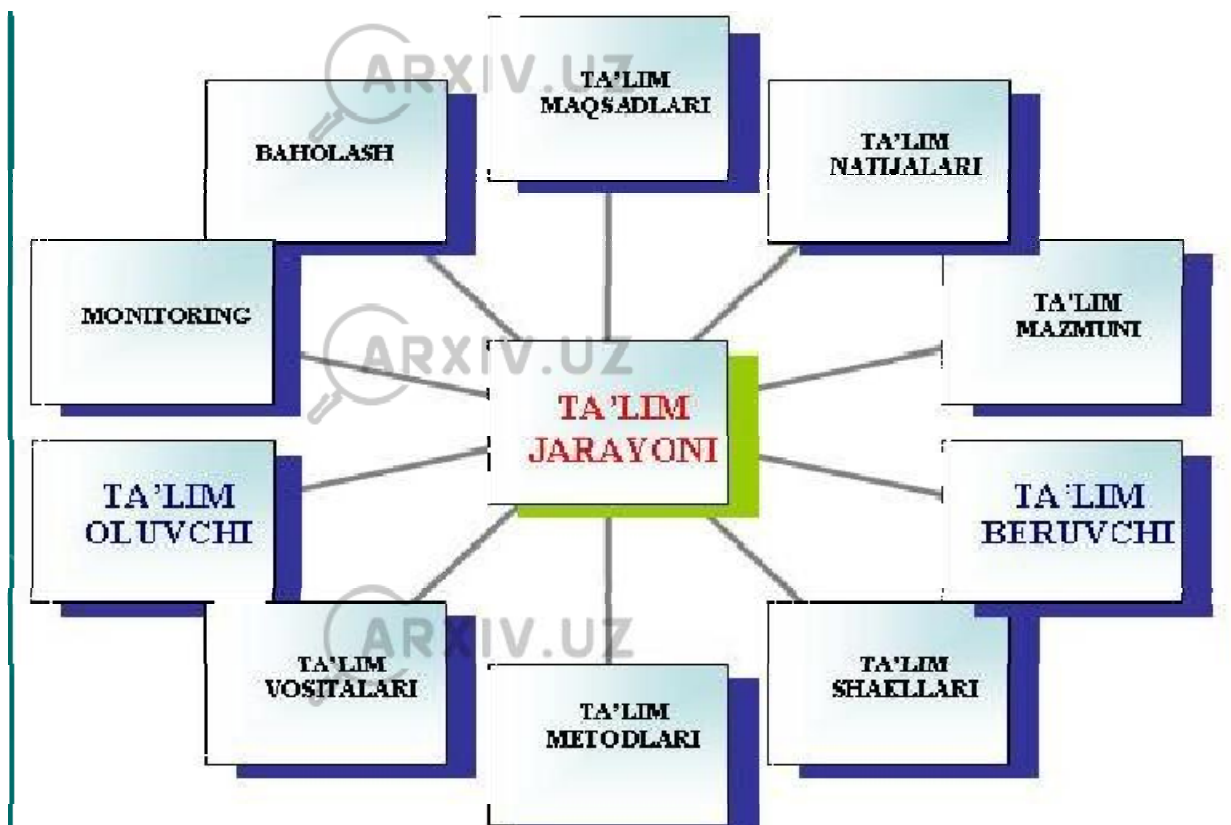 ARXIV.UZ
TA'LIM
MAQSADLARI
BAHOLASH
TA'LIM
NATIJALARI
MONITORING
TA'LIM
MAZMUNI
ARXIV.UZ
TA'LIM
JARAYONI
TA'LIM
OLUVCHI
TA'LIM
BERUVCHI
ARXIV.UZ
TA'LIM
VOSITALARI
TA'LIM
SHAKLLARI
TA'LIM
METODLARI